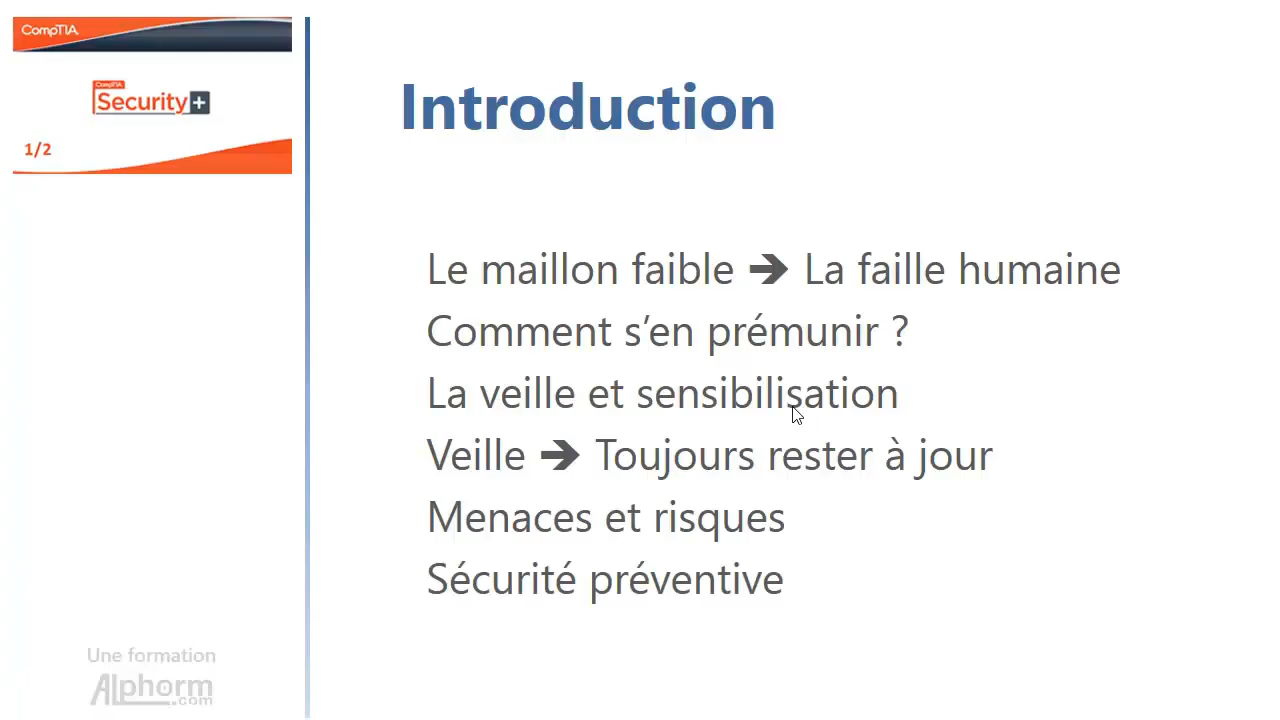 CompTIA.
CompTIA
Security+
1/2
Introduction
Le maillon faible ➔ La faille humaine
Comment s’en prémunir ?
La veille et sensibilisation
Veille ➔ Toujours rester à jour
Menaces et risques
Sécurité préventive
Une formation
Alphorm
.com